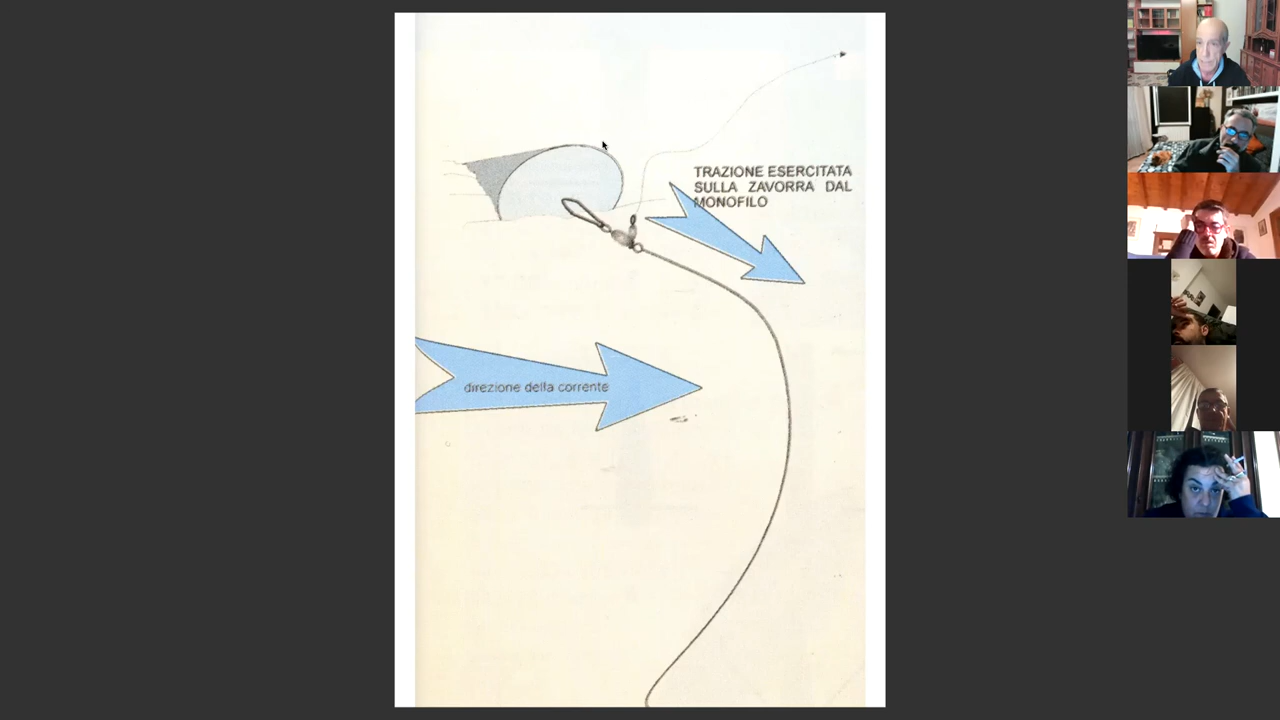 TRAZIONE ESERCITATA
SULLA ZAVORRA DAL
MONOFILO
direzione della corrente